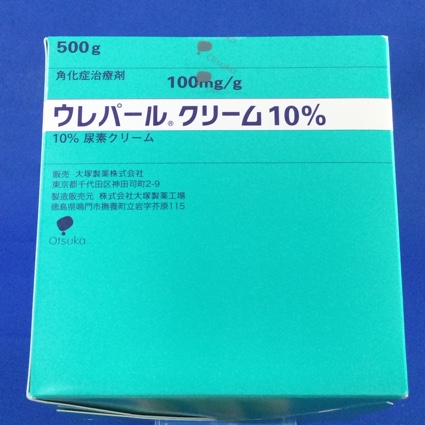 500g
角化症治療剤
100mg/g
ウレパール®クリーム10%
10% 尿素クリーム
販売 大塚製薬株式会社
東京都千代田区神田司町2-9
製造販売元 株式会社大塚製薬工場
徳島県鳴門市撫養町立岩字芥原115
Otsuka